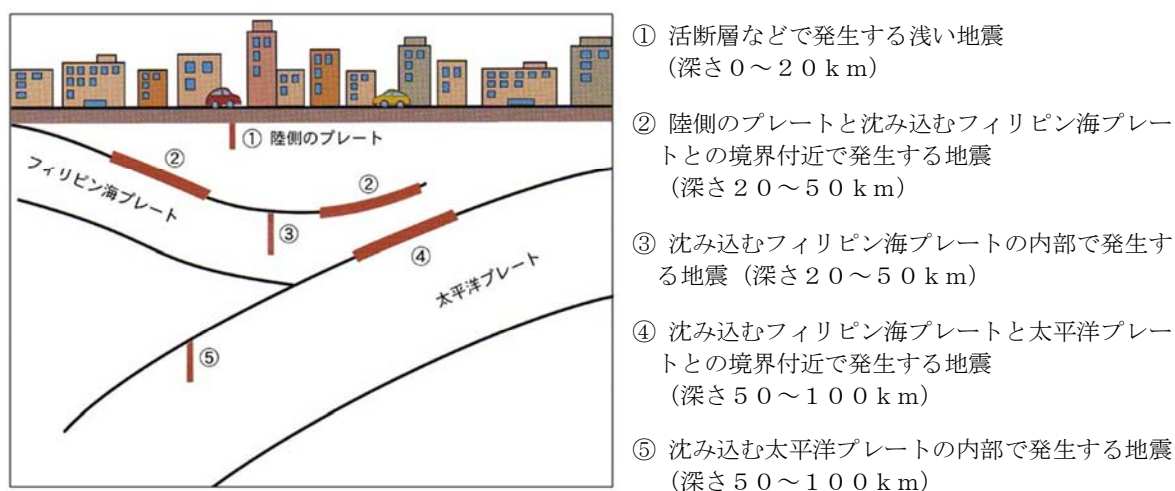 ① 陸側のプレート
②
フィリピン海プレート
②
③
④
太平洋プレート
⑤
① 活断層などで発生する浅い地震
（深さ０～２０ｋｍ）
② 陸側のプレートと沈み込むフィリピン海プレー
トとの境界付近で発生する地震
（深さ２０～５０ｋｍ）
③ 沈み込むフィリピン海プレートの内部で発生す
る地震（深さ２０～５０ｋｍ）
④ 沈み込むフィリピン海プレートと太平洋プレー
トとの境界付近で発生する地震
（深さ５０～１００ｋｍ）
⑤ 沈み込む太平洋プレートの内部で発生する地震
（深さ５０～１００ｋｍ）